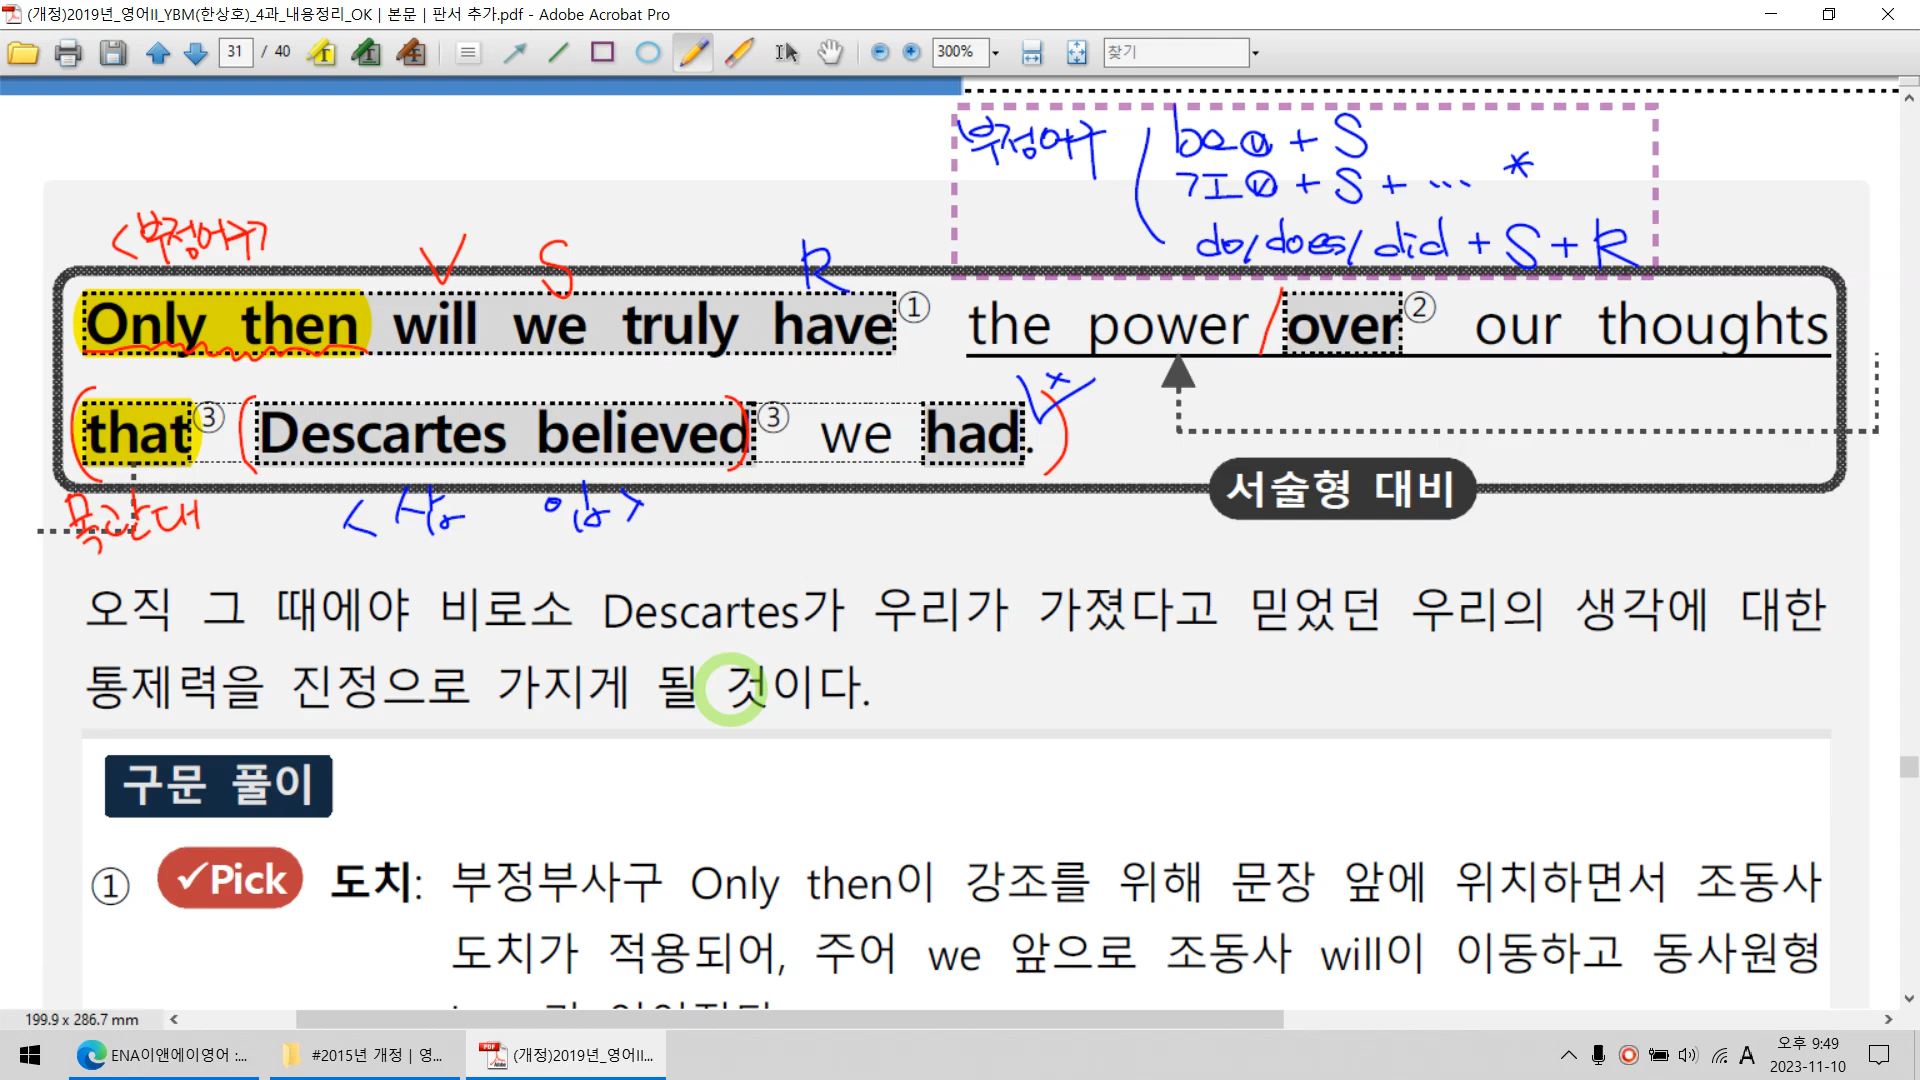 (개정)2019년_영어II_YBM(한상호)_4과_내용정리_OK | 본문 | 판서 추가.pdf - Adobe Acrobat Pro
31 / 40 300% 찾기
부정어구 be ⓥ + S
기조 ⓥ + S + ... *
do/does/did + S + R
<부정어구> V S R
Only then will we truly have① the power / over② our thoughts
that③ (Descartes believed)③ we had.
목관대 <삽 입>
서술형 대비
오직 그 때에야 비로소 Descartes가 우리가 가졌다고 믿었던 우리의 생각에 대한
통제력을 진정으로 가지게 될 것이다.
구문 풀이
① ✓Pick 도치: 부정부사구 Only then이 강조를 위해 문장 앞에 위치하면서 조동사
도치가 적용되어, 주어 we 앞으로 조동사 will이 이동하고 동사원형
199.9 x 286.7 mm
ENA이앤에이영어 :...
#2015년 개정 | 영...
(개정)2019년_영어II...
A
오후 9:49
2023-11-10